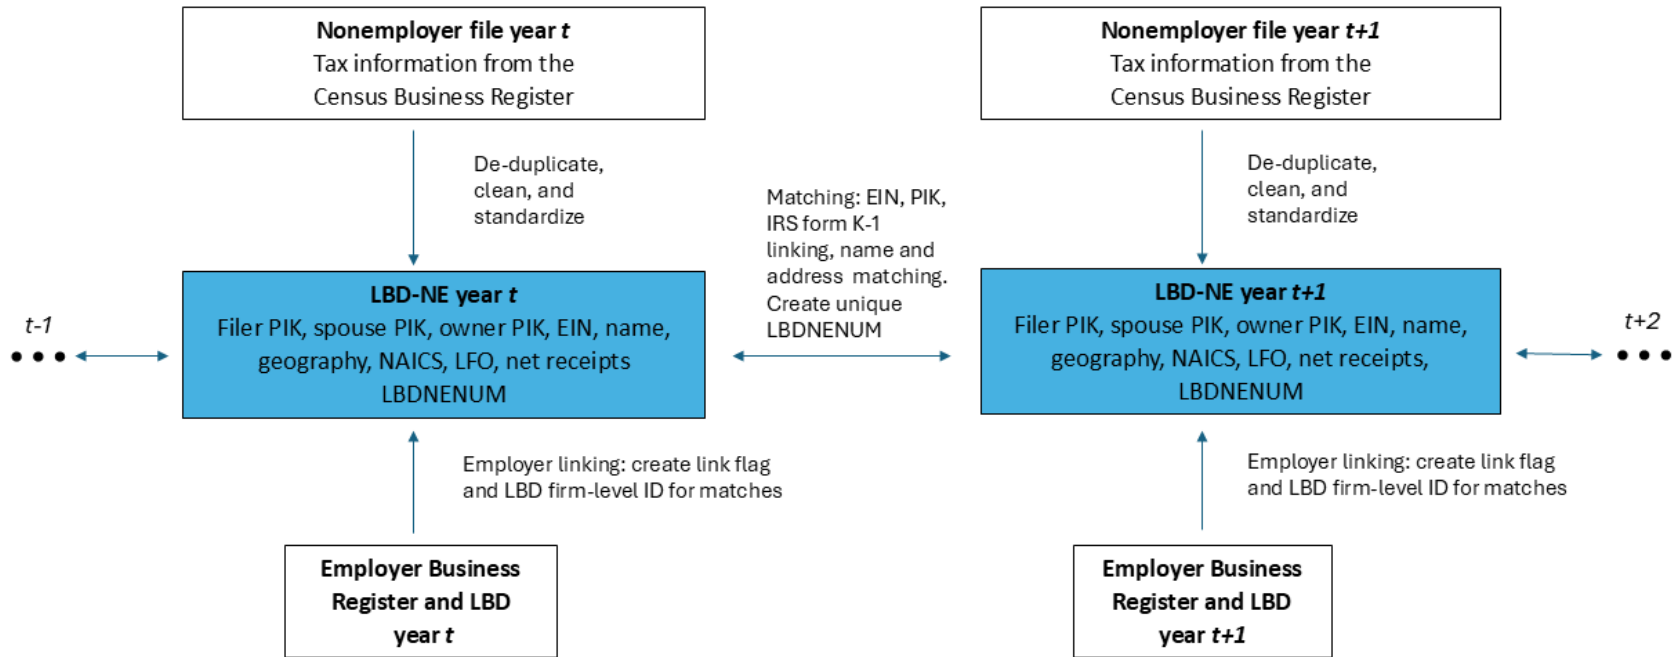 Nonemployer file year t
Tax information from the
Census Business Register
Nonemployer file year t+1
Tax information from the
Census Business Register
De-duplicate,
clean, and
standardize
Matching: EIN, PIK,
IRS form K-1
linking, name and
address matching.
Create unique
LBDNENUM
De-duplicate,
clean, and
standardize
t-1
LBD-NE year t
Filer PIK, spouse PIK, owner PIK, EIN, name,
geography, NAICS, LFO, net receipts
LBDNENUM
LBD-NE year t+1
Filer PIK, spouse PIK, owner PIK, EIN, name,
geography, NAICS, LFO, net receipts,
LBDNENUM
t+2
Employer linking: create link flag
and LBD firm-level ID for matches
Employer linking: create link flag
and LBD firm-level ID for matches
Employer Business
Register and LBD
year t
Employer Business
Register and LBD
year t+1